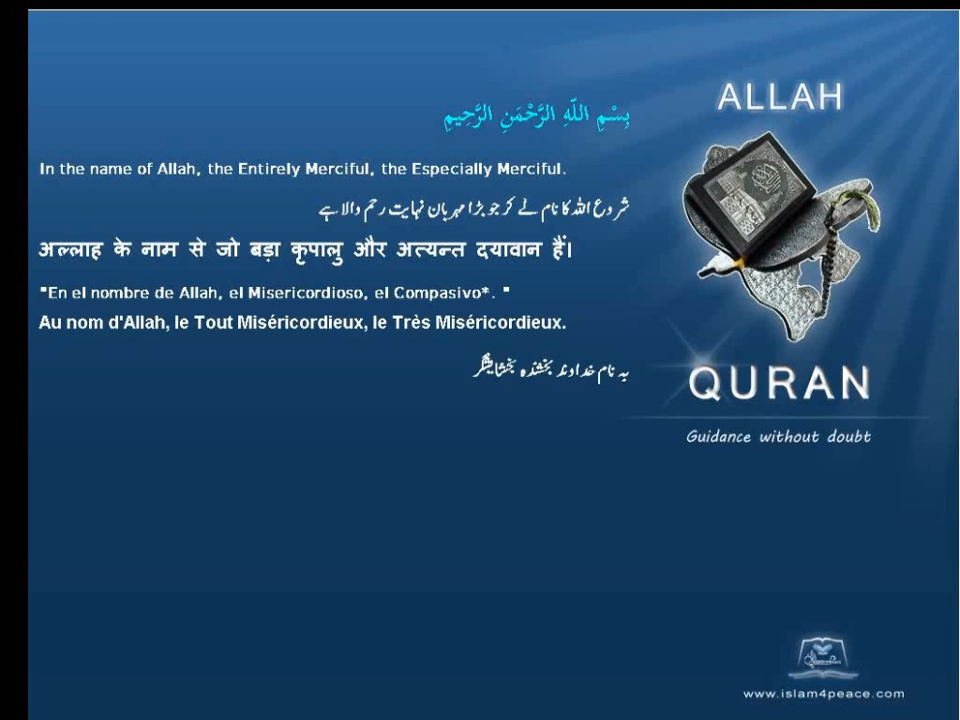 بِسْمِ اللَّهِ الرَّحْمَنِ الرَّحِيمِ
In the name of Allah, the Entirely Merciful, the Especially Merciful.
شروع اللہ کا نام لے کر جو بڑا مہربان نہایت رحم والا ہے
अल्लाह के नाम से जो बड़ा कृपालु और अत्यन्त दयावान हैं।
"En el nombre de Allah, el Misericordioso, el Compasivo*. "
Au nom d'Allah, le Tout Miséricordieux, le Très Miséricordieux.
به نام خداوند بخشنده بخشایشگر
ALLAH
QURAN
Guidance without doubt
www.islam4peace.com